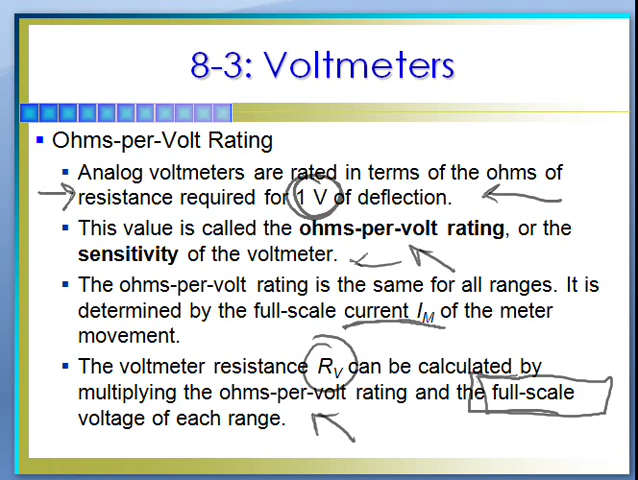 8-3: Voltmeters
Ohms-per-Volt Rating
Analog voltmeters are rated in terms of the ohms of
resistance required for 1 V of deflection.
This value is called the ohms-per-volt rating, or the
sensitivity of the voltmeter.
The ohms-per-volt rating is the same for all ranges. It is
determined by the full-scale current IM of the meter
movement.
The voltmeter resistance RV can be calculated by
multiplying the ohms-per-volt rating and the full-scale
voltage of each range.